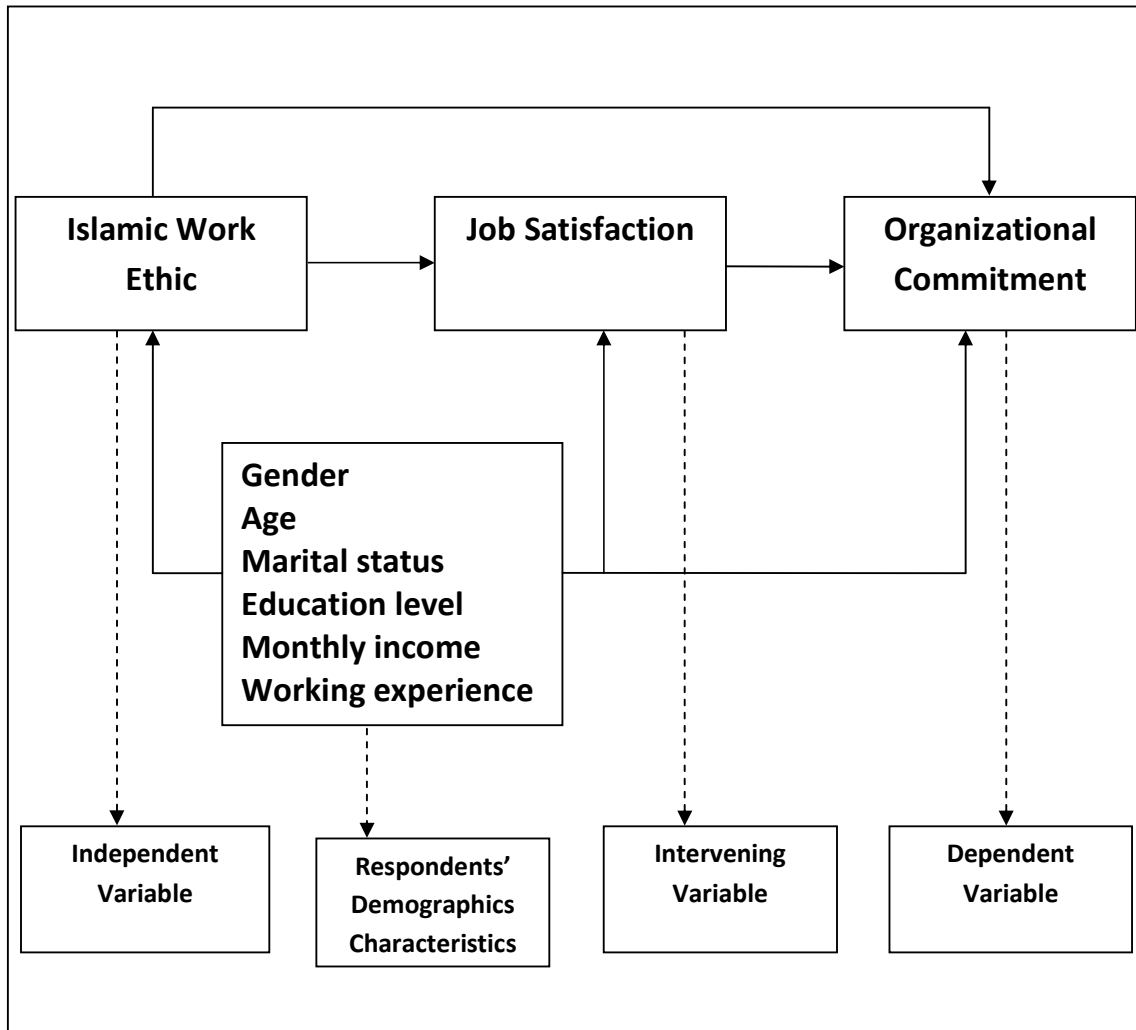 Islamic Work
Ethic
Job Satisfaction
Organizational
Commitment
Gender
Age
Marital status
Education level
Monthly income
Working experience
Independent
Variable
Respondents’
Demographics
Characteristics
Intervening
Variable
Dependent
Variable